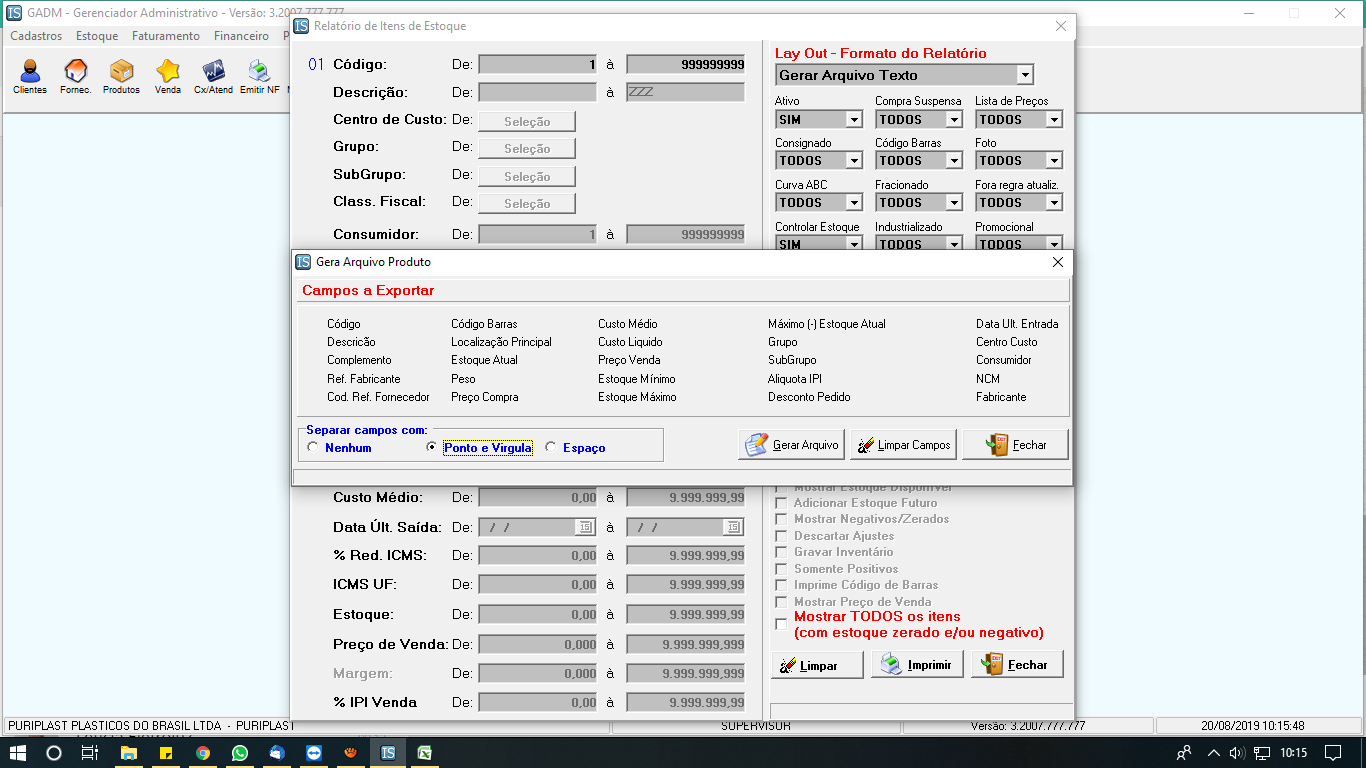 GADM - Gerenciador Administrativo - Versão: 3.2007.777.777
Cadastros Estoque Faturamento Financeiro
Clientes Fornec. Produtos Venda Cx/Atend Emitir NF
Relatório de Itens de Estoque
01 Código: De: 1 à 999999999
Descrição: De: à ZZZ
Centro de Custo: De: Seleção
Grupo: De: Seleção
SubGrupo: De: Seleção
Class. Fiscal: De: Seleção
Consumidor: De: 1 à 999999999
Lay Out - Formato do Relatório
Gerar Arquivo Texto
Ativo Compra Suspensa Lista de Preços
SIM TODOS TODOS
Consignado Código Barras Foto
TODOS TODOS TODOS
Curva ABC Fracionado Fora regra atualiz.
TODOS TODOS TODOS
Controlar Estoque Industrializado Promocional
SIM TODOS TODOS
Gera Arquivo Produto
Campos a Exportar
Código Código Barras Custo Médio Máximo (-) Estoque Atual Data Ult. Entrada
Descricão Localização Principal Custo Liquido Grupo Centro Custo
Complemento Estoque Atual Preço Venda SubGrupo Consumidor
Ref. Fabricante Peso Estoque Mínimo Aliquota IPI NCM
Cod. Ref. Fornecedor Preço Compra Estoque Máximo Desconto Pedido Fabricante
Separar campos com:
Nenhum Ponto e Virgula Espaço
Gerar Arquivo Limpar Campos Fechar
Custo Médio: De: 0,00 à 9.999.999,99
Data Últ. Saída: De: / / 15 à / / 15
% Red. ICMS: De: 0,00 à 9.999.999,99
ICMS UF: De: 0,00 à 9.999.999,99
Estoque: De: 0,00 à 9.999.999,99
Preço de Venda: De: 0,000 à 9.999.999,99
Margem: De: 0,000 à 9.999.999,99
% IPI Venda De: 0,00 à 9.999.999,99
Mostrar Estoque Disponivel
Adicionar Estoque Futuro
Mostrar Negativos/Zerados
Descartar Ajustes
Gravar Inventário
Somente Positivos
Imprime Código de Barras
Mostrar Preço de Venda
Mostrar TODOS os itens
(com estoque zerado e/ou negativo)
Limpar Imprimir Fechar
PURIPLAST PLASTICOS DO BRASIL LTDA - PURIPLAST SUPERVISOR Versão: 3.2007.777.777 20/08/2019 10:15:48
10:15